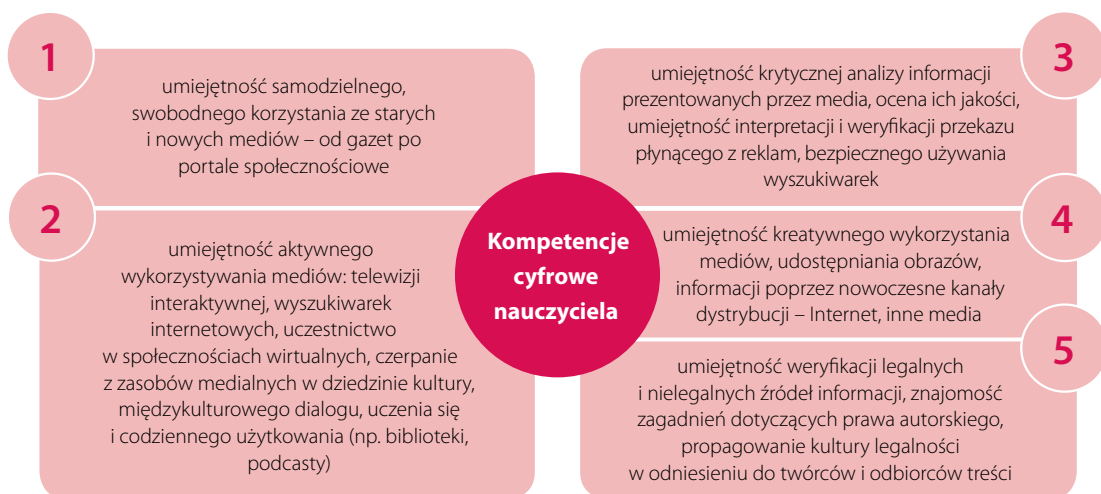 1
umiejętność samodzielnego,
swobodnego korzystania ze starych
i nowych mediów – od gazet po
portale społecznościowe
2
umiejętność aktywnego
wykorzystywania mediów: telewizji
interaktywnej, wyszukiwarek
internetowych, uczestnictwo
w społecznościach wirtualnych, czerpanie
z zasobów medialnych w dziedzinie kultury,
międzykulturowego dialogu, uczenia się
i codziennego użytkowania (np. biblioteki,
podcasty)
Kompetencje
cyfrowe
nauczyciela
3
umiejętność krytycznej analizy informacji
prezentowanych przez media, ocena ich jakości,
umiejętność interpretacji i weryfikacji przekazu
płynącego z reklam, bezpiecznego używania
wyszukiwarek
4
umiejętność kreatywnego wykorzystania
mediów, udostępniania obrazów,
informacji poprzez nowoczesne kanały
dystrybucji – Internet, inne media
5
umiejętność weryfikacji legalnych
i nielegalnych źródeł informacji, znajomość
zagadnień dotyczących prawa autorskiego,
propagowanie kultury legalności
w odniesieniu do twórców i odbiorców treści